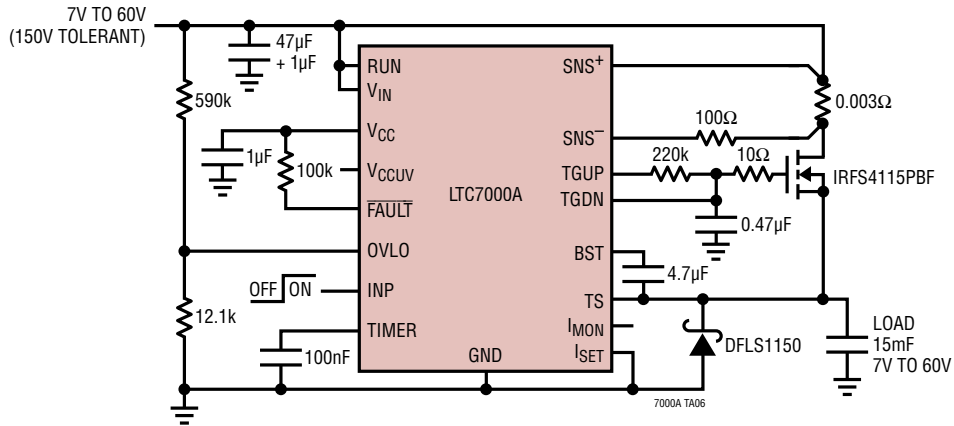 7V TO 60V
(150V TOLERANT)
47µF
+ 1µF
590k
1µF
100k
12.1k
OFF ON
100nF
RUN
VIN
VCC
VCCUV
FAULT
OVLO
INP
TIMER
GND
LTC7000A
SNS+
SNS–
TGUP
TGDN
BST
TS
IMON
ISET
0.003Ω
100Ω
220k
10Ω
IRFS4115PBF
0.47µF
4.7µF
DFLS1150
LOAD
15mF
7V TO 60V
7000A TA06